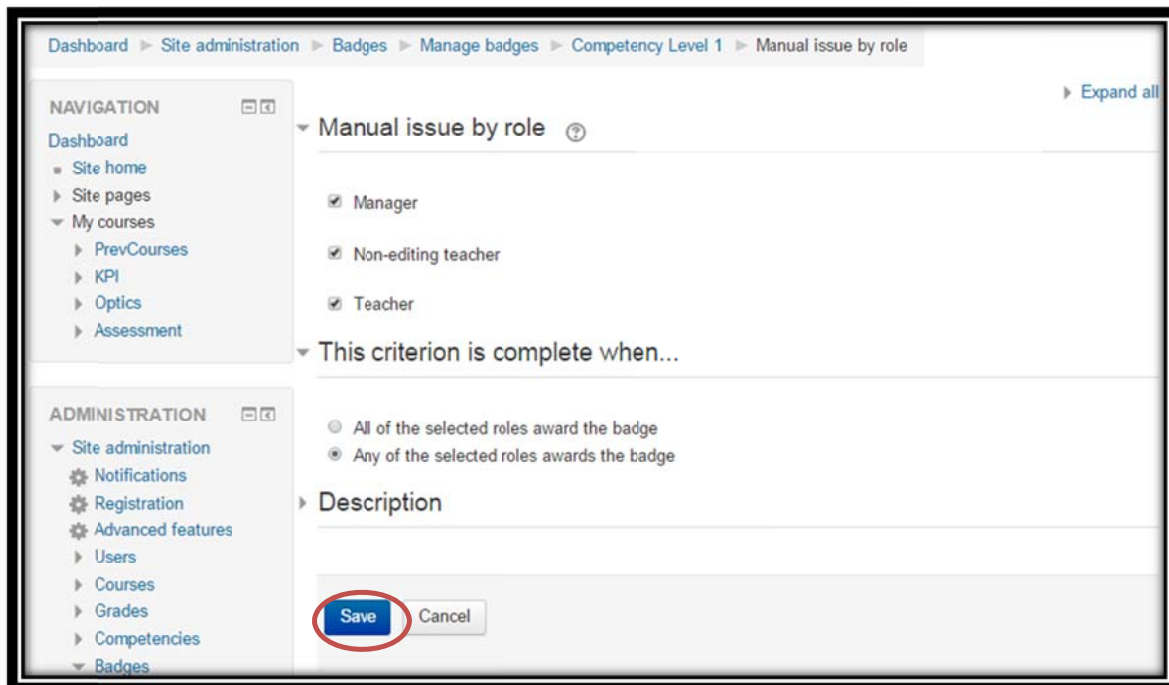 Dashboard Site administration Badges Manage badges Competency Level 1 Manual issue by role
NAVIGATION
Dashboard
Site home
Site pages
My courses
PrevCourses
KPI
Optics
Assessment
ADMINISTRATION
Site administration
Notifications
Registration
Advanced features
Users
Courses
Grades
Competencies
Badges
Expand all
Manual issue by role ?
Manager
Non-editing teacher
Teacher
This criterion is complete when...
All of the selected roles award the badge
Any of the selected roles awards the badge
Description
Save Cancel